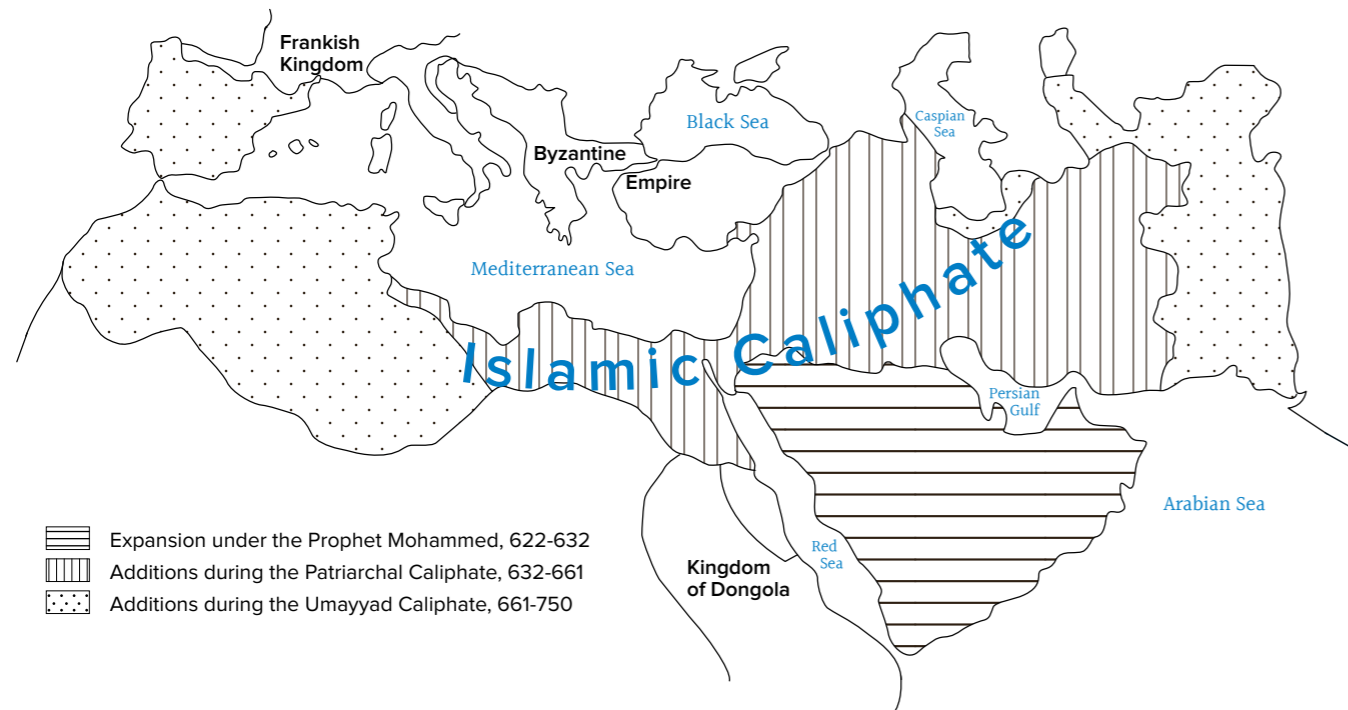 Frankish
Kingdom
Black Sea
Caspian
Sea
Byzantine
Empire
Mediterranean Sea
Islamic Caliphate
Persian
Gulf
Arabian Sea
Red
Sea
Kingdom
of Dongola
Expansion under the Prophet Mohammed, 622-632
Additions during the Patriarchal Caliphate, 632-661
Additions during the Umayyad Caliphate, 661-750